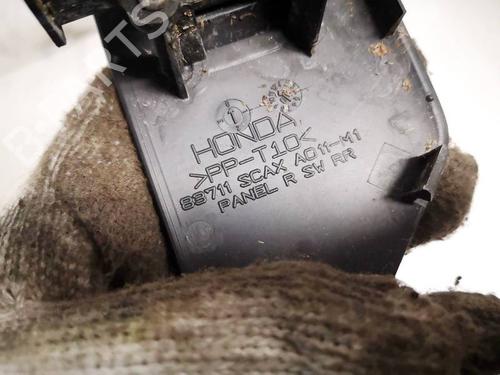 HONDA
>PP-T10<
83711 SCAX A011-M1
PANEL R SW RR